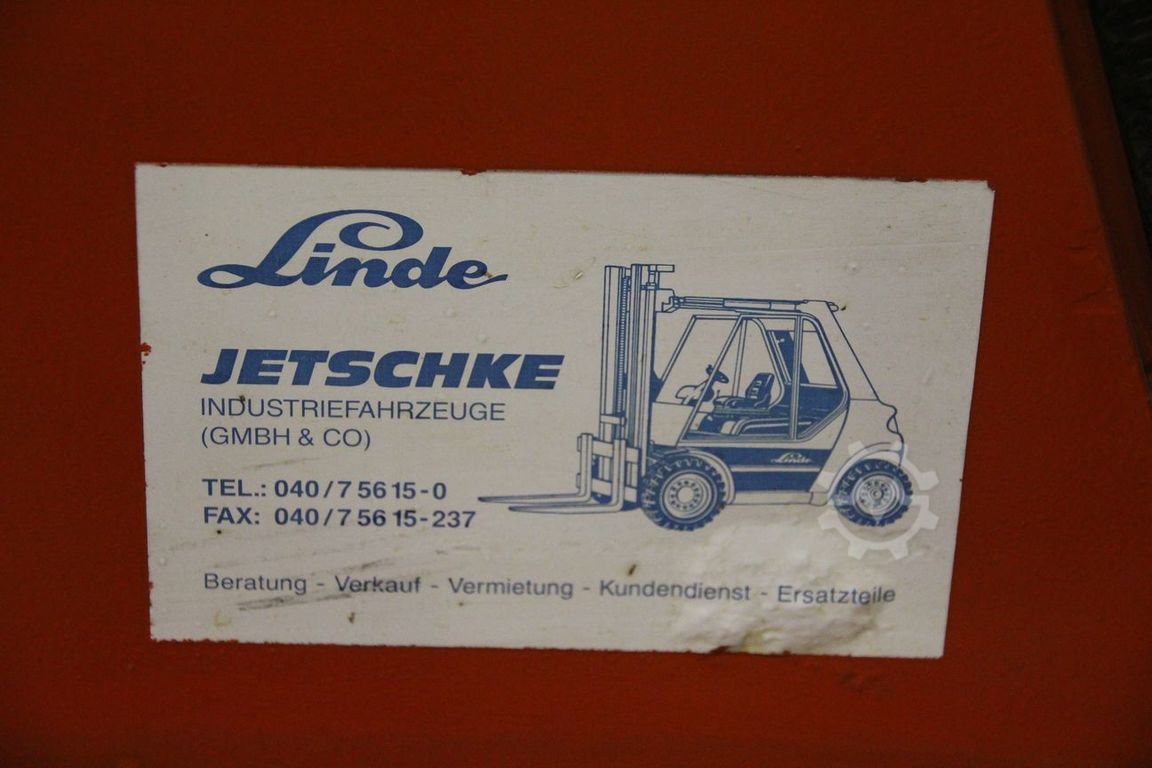 Linde
JETSCHKE
INDUSTRIEFAHRZEUGE
(GMBH & CO)
TEL.: 040/7 56 15-0
FAX: 040/7 56 15-237
Linde
Beratung - Verkauf - Vermietung - Kundendienst - Ersatzteile